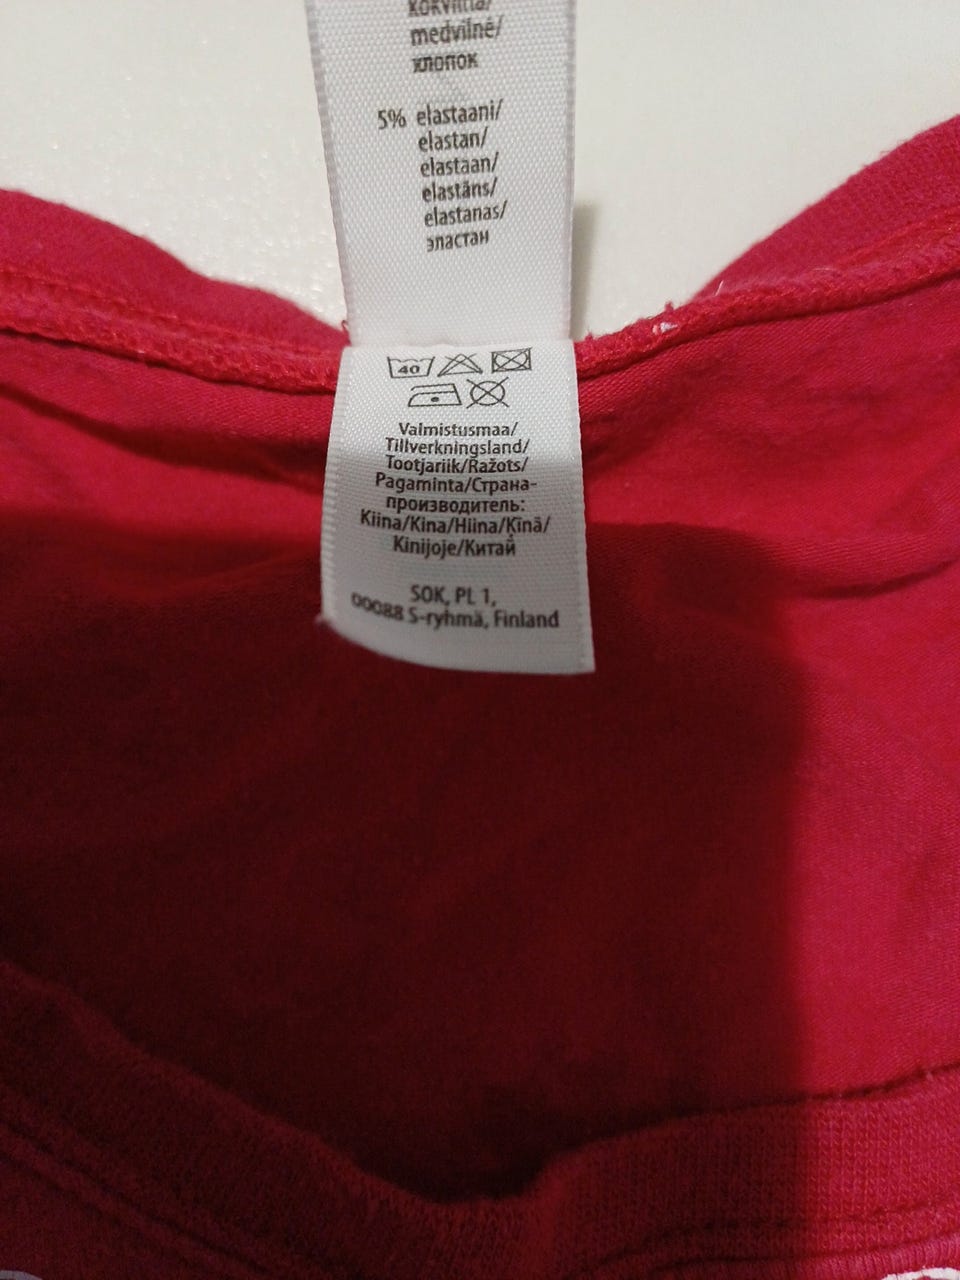 kokvilna/
medvilnė/
хлопок
5% elastaani/
elastan/
elastaan/
elastāns/
elastanas/
эластан
40
Valmistusmaa/
Tillverkningsland/
Tootjariik/Ražots/
Pagaminta/Страна-
производитель:
Kiina/Kina/Hiina/Ķīnā/
Kinijoje/Китай
SOK, PL 1,
00088 S-ryhmä, Finland